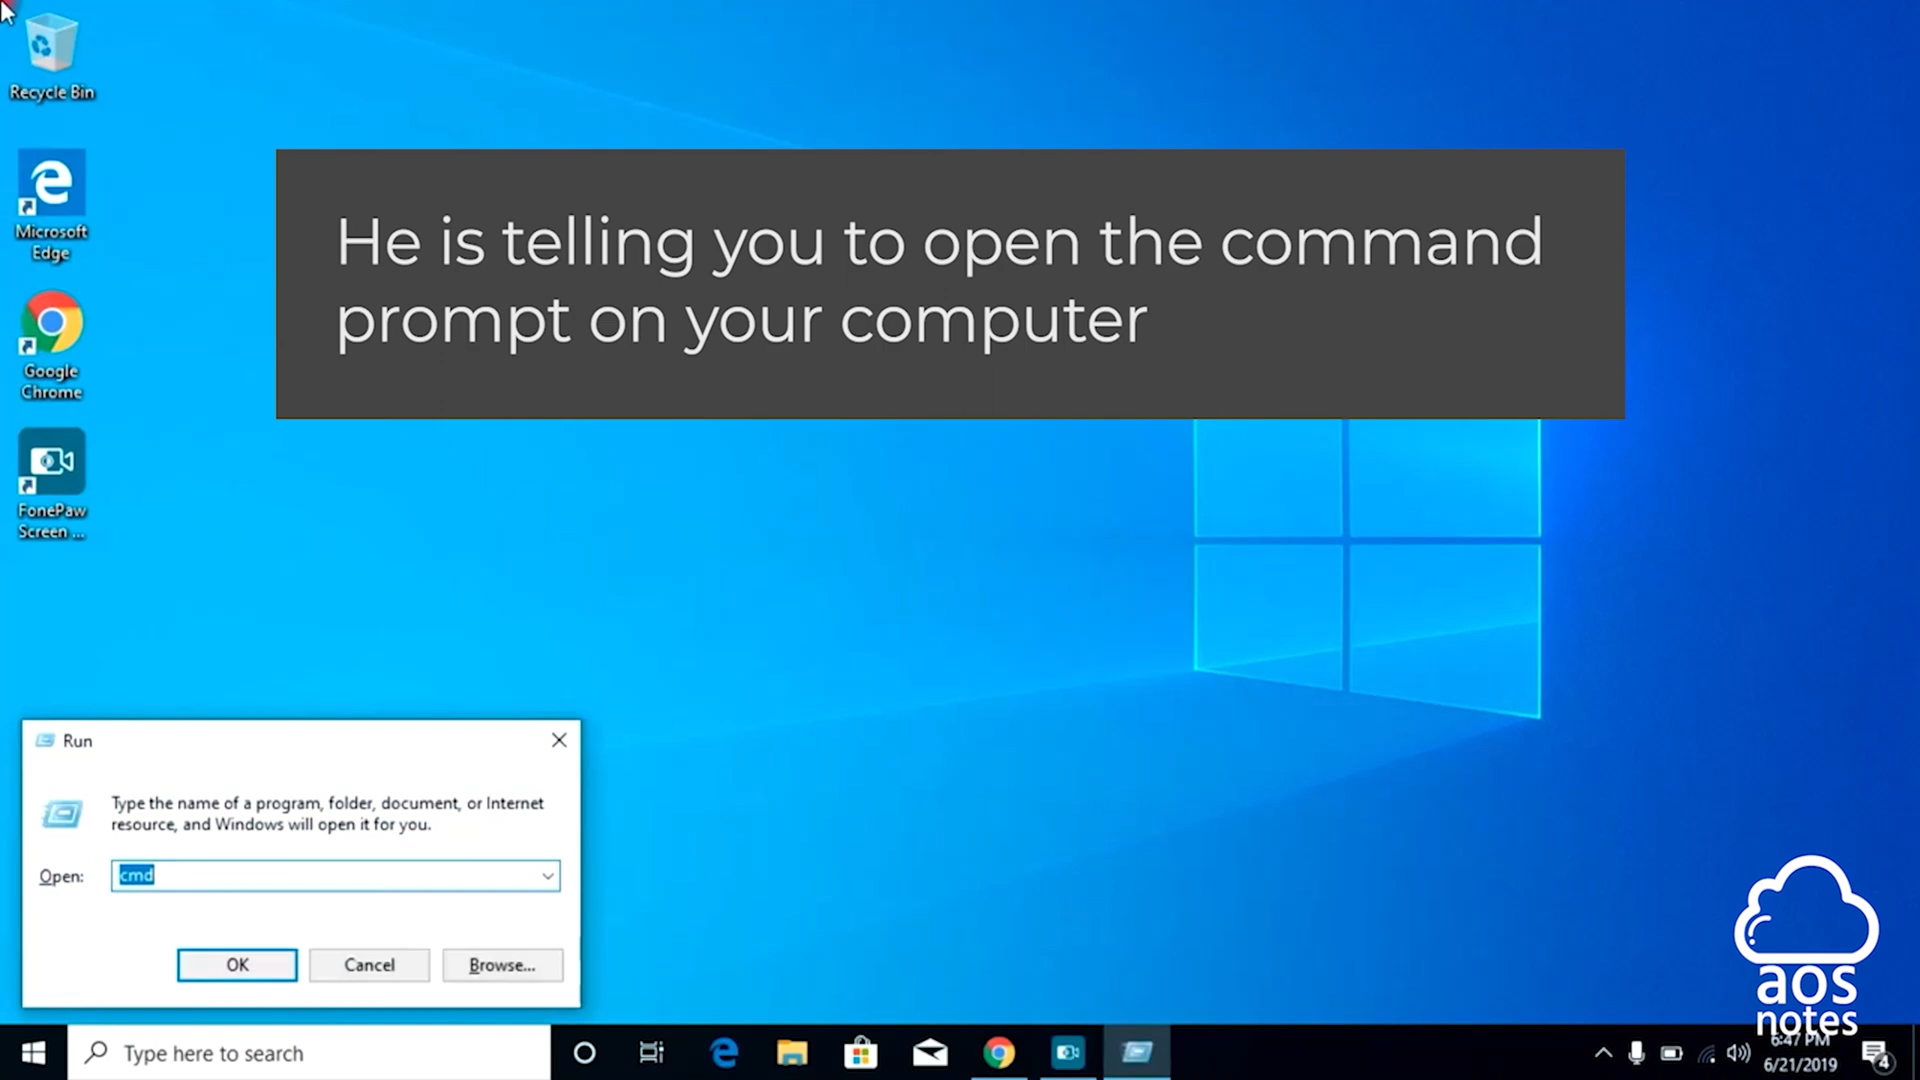 Recycle Bin
Microsoft
Edge
Google
Chrome
FonePaw
Screen ...
He is telling you to open the command
prompt on your computer
Run
Type the name of a program, folder, document, or Internet
resource, and Windows will open it for you.
Open:
cmd
OK
Cancel
Browse...
aos
notes
Type here to search
6:47 PM
6/21/2019
4